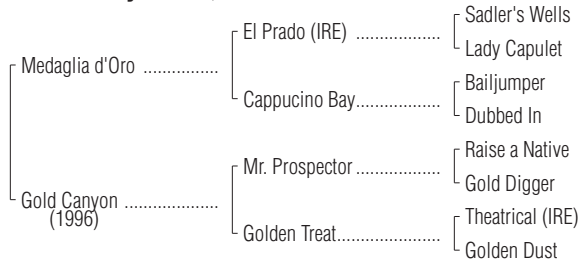 Sadler's Wells
El Prado (IRE) ..................
Lady Capulet
Medaglia d'Oro ................
Bailjumper
Cappucino Bay..................
Dubbed In
Raise a Native
Mr. Prospector ..................
Gold Digger
Gold Canyon ....................
(1996)
Theatrical (IRE)
Golden Treat......................
Golden Dust